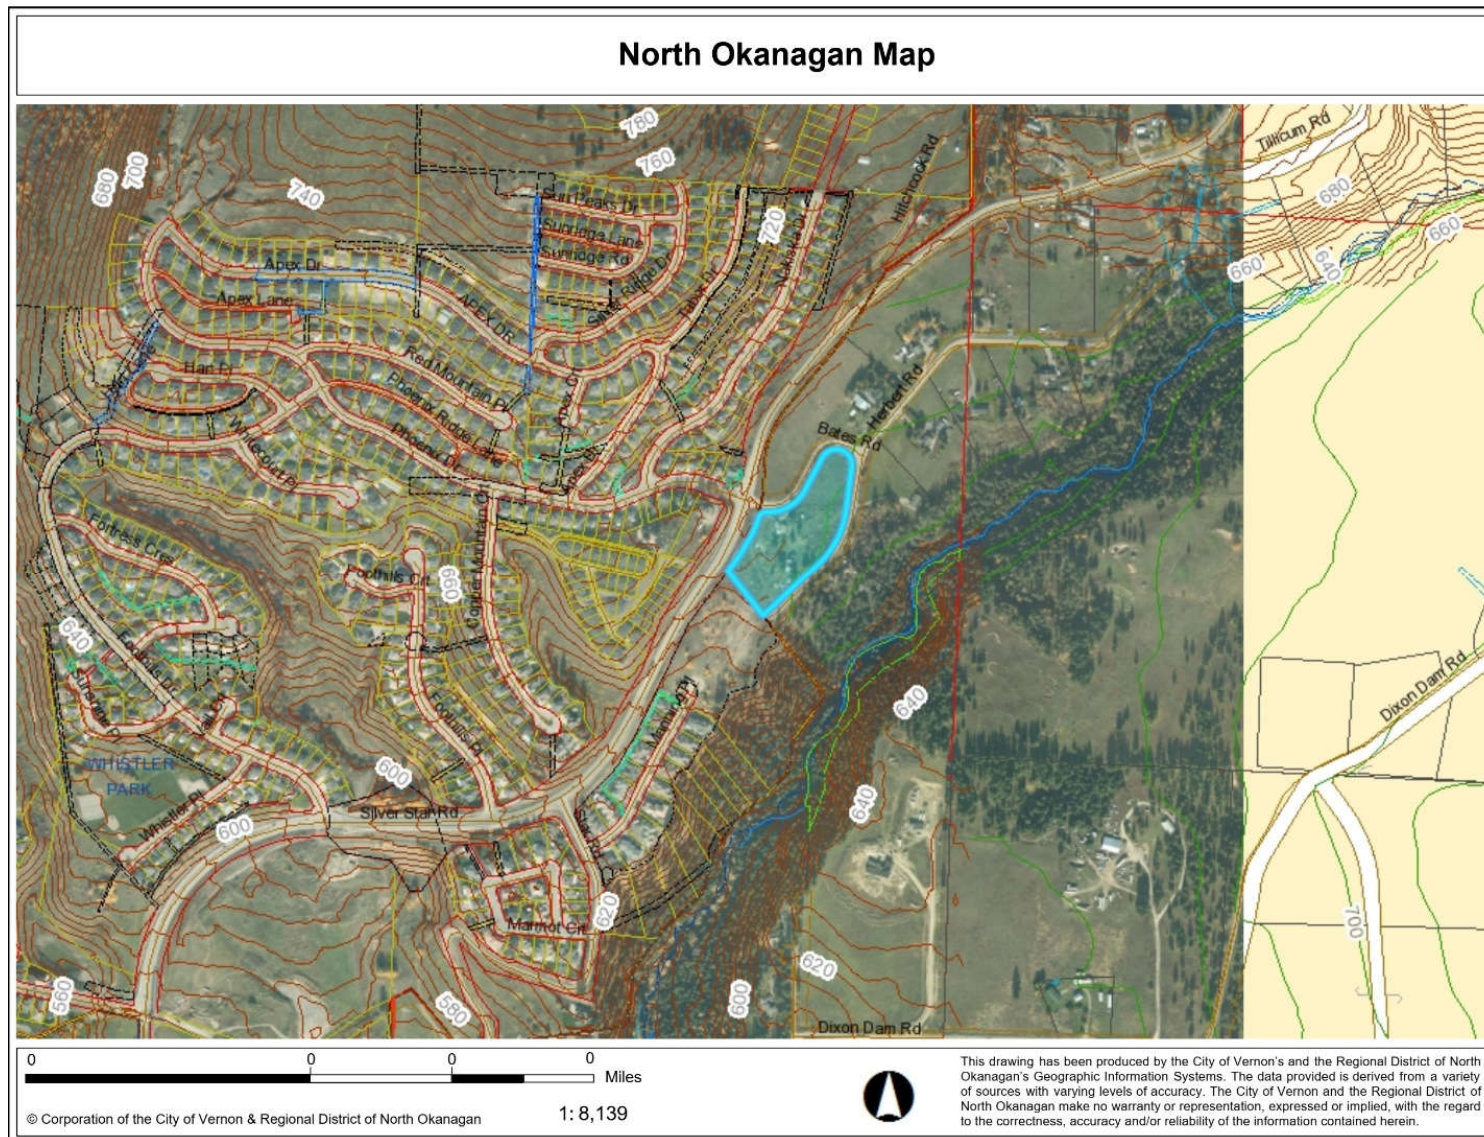 North Okanagan Map
780
760
740
700
680
720
Hitchcock Rd
Tillicum Rd
680
660
640
660
Sun Peaks Dr
Sunridge Lane
Sunridge Rd
Apex Dr
Apex Lane
APEX DR
Red Mountain Pl
Phoenix Ridge Lane
Phoenix Dr
Hart Pl
Whitecourt Pl
Apex Dr
Herbert Rd
Bates Rd
Fortress Cres
Foothills Crt
660
640
Foothills Dr
Foothills Pl
Manning Pl
640
Dixon Dam Rd
WHISTLER
PARK
Whistler Pl
600
600
Silver Star Rd
640
Marmot Crt
620
620
600
560
580
700
Dixon Dam Rd
0 0 0 0
Miles
© Corporation of the City of Vernon & Regional District of North Okanagan
1: 8,139
This drawing has been produced by the City of Vernon's and the Regional District of North
Okanagan's Geographic Information Systems. The data provided is derived from a variety
of sources with varying levels of accuracy. The City of Vernon and the Regional District of
North Okanagan make no warranty or representation, expressed or implied, with the regard
to the correctness, accuracy and/or reliability of the information contained herein.